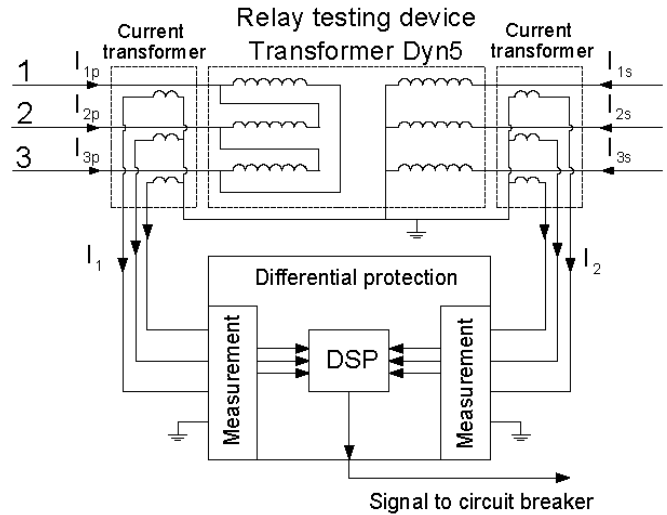 Relay testing device
Transformer Dyn5
Current
transformer
Current
transformer
1
I1p
2
I2p
3
I3p
I1s
I2s
I3s
I1
I2
Differential protection
Measurement
DSP
Measurement
Signal to circuit breaker